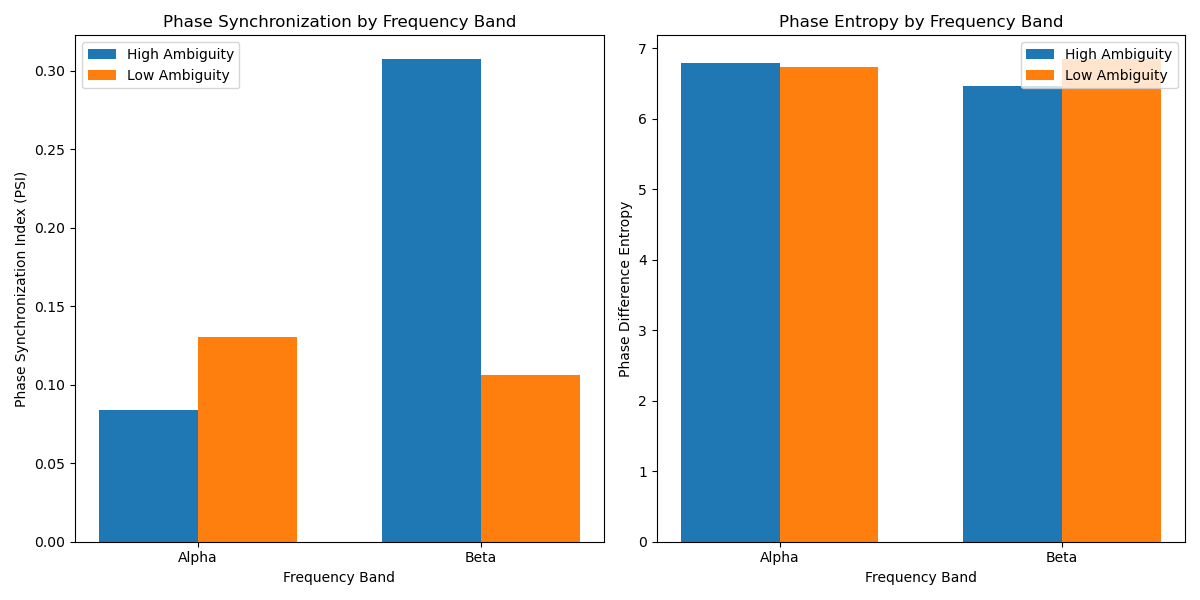 Phase Synchronization by Frequency Band
High Ambiguity
Low Ambiguity
Phase Synchronization Index (PSI)
0.30
0.25
0.20
0.15
0.10
0.05
0.00
Alpha
Beta
Frequency Band
Phase Entropy by Frequency Band
High Ambiguity
Low Ambiguity
Phase Difference Entropy
7
6
5
4
3
2
1
0
Alpha
Beta
Frequency Band